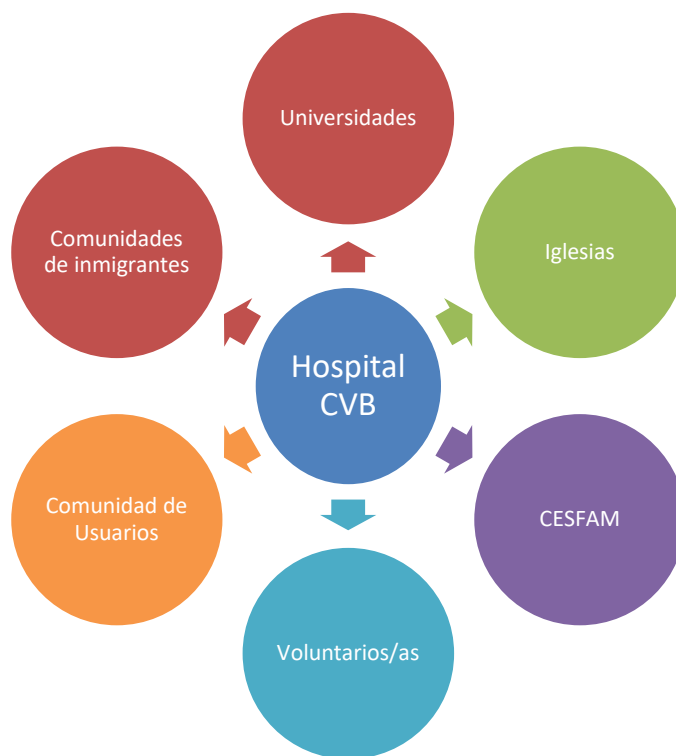 Universidades
Comunidades
de inmigrantes
Iglesias
Hospital
CVB
Comunidad de
Usuarios
CESFAM
Voluntarios/as